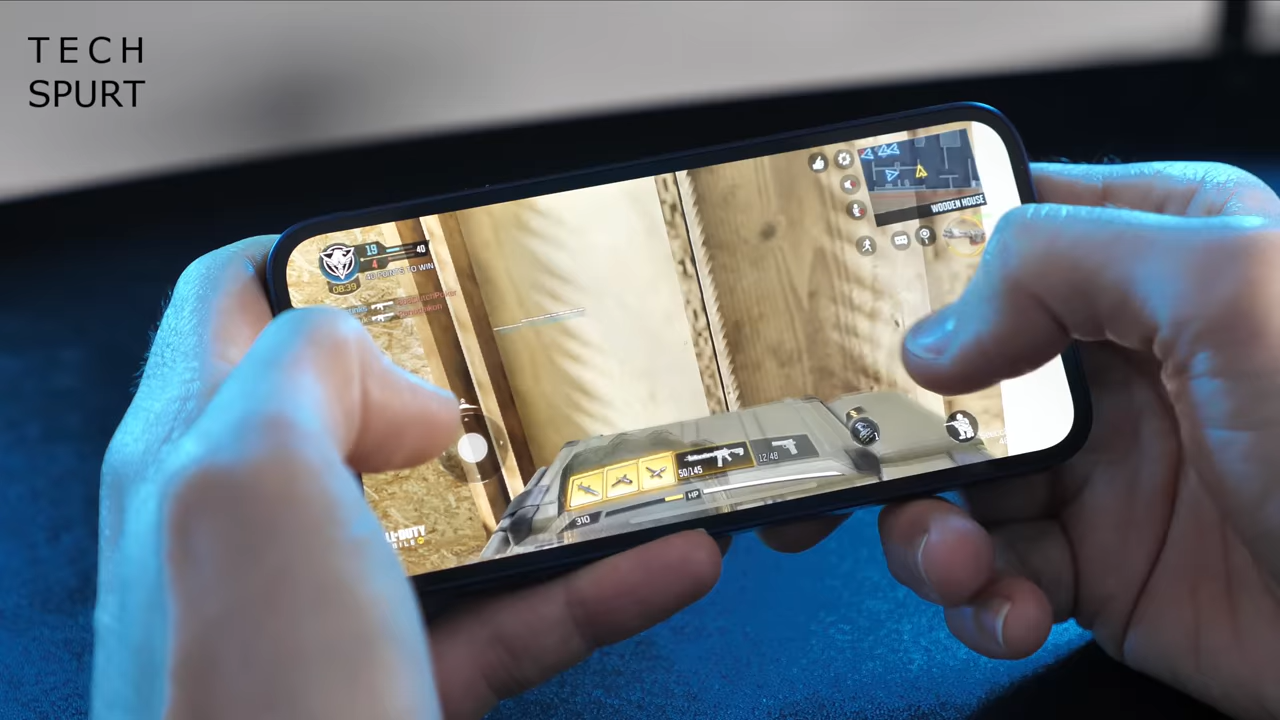 TECH
SPURT
19
40
4
40 POINTS TO WIN
08:39
WOODEN HOUSE
50/145
12/48
1
HP
310